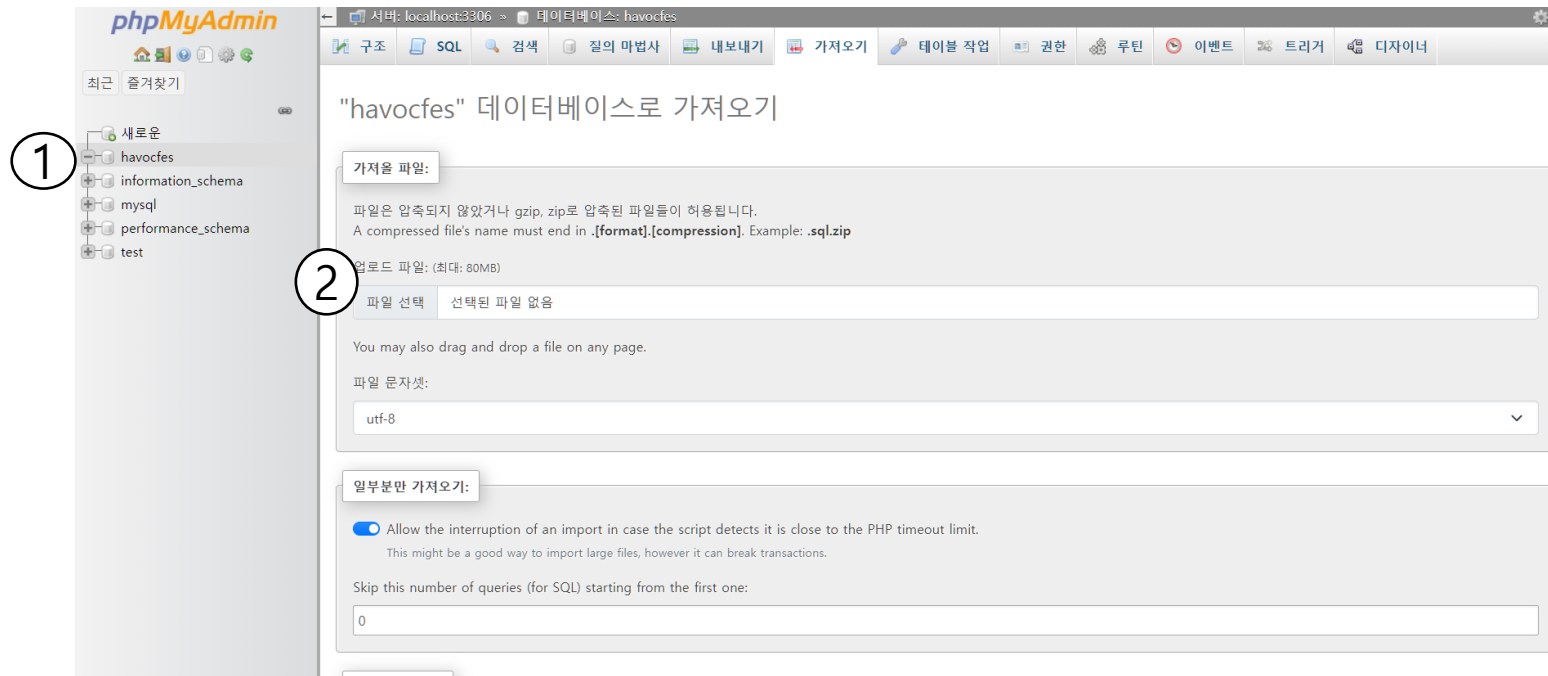 phpMyAdmin
최근 즐겨찾기
새로운
havocfes
information_schema
mysql
performance_schema
test
1
서버: localhost:3306 » 데이터베이스: havocfes
구조 SQL 검색 질의 마법사 내보내기 가져오기 테이블 작업 권한 루틴 이벤트 트리거 디자이너
"havocfes" 데이터베이스로 가져오기
가져올 파일:
파일은 압축되지 않았거나 gzip, zip로 압축된 파일들이 허용됩니다.
A compressed file's name must end in .[format].[compression]. Example: .sql.zip
2
업로드 파일: (최대: 80MB)
파일 선택 선택된 파일 없음
You may also drag and drop a file on any page.
파일 문자셋:
utf-8
일부분만 가져오기:
Allow the interruption of an import in case the script detects it is close to the PHP timeout limit.
This might be a good way to import large files, however it can break transactions.
Skip this number of queries (for SQL) starting from the first one:
0